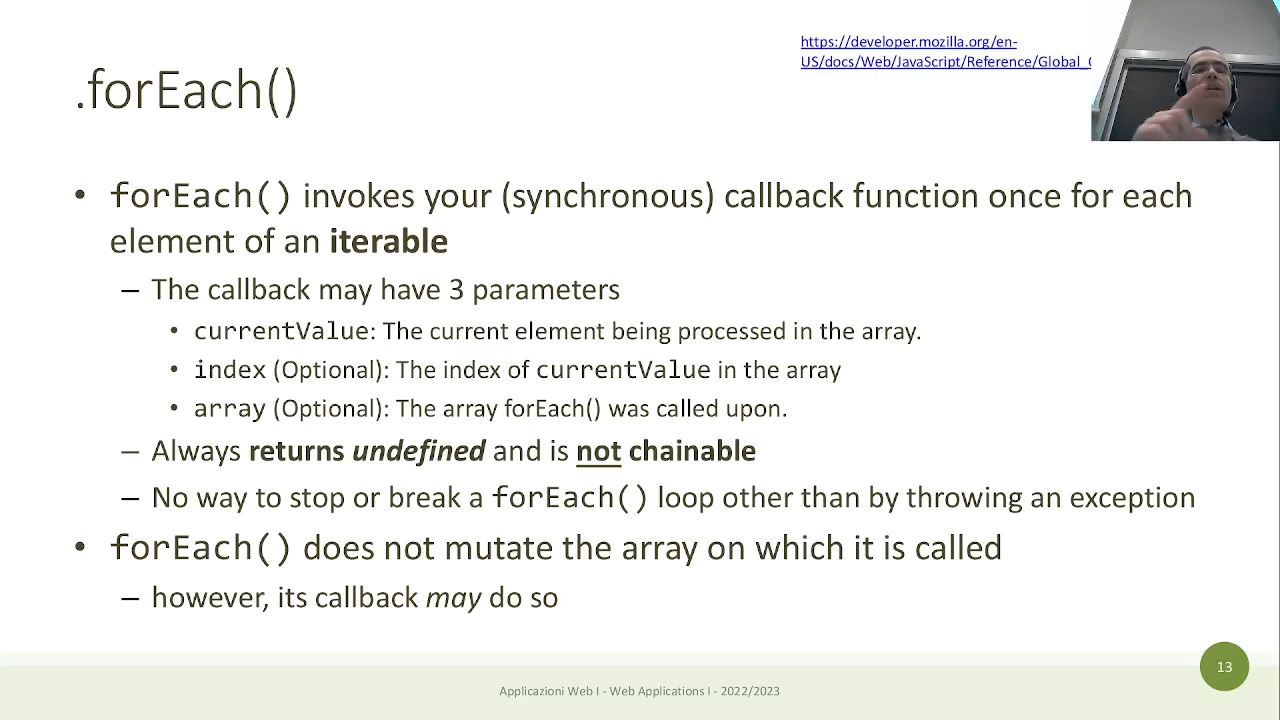 https://developer.mozilla.org/en-
US/docs/Web/JavaScript/Reference/Global_
.forEach()
• forEach() invokes your (synchronous) callback function once for each
element of an iterable
– The callback may have 3 parameters
• currentValue: The current element being processed in the array.
• index (Optional): The index of currentValue in the array
• array (Optional): The array forEach() was called upon.
– Always returns undefined and is not chainable
– No way to stop or break a forEach() loop other than by throwing an exception
• forEach() does not mutate the array on which it is called
– however, its callback may do so
13
Applicazioni Web I - Web Applications I - 2022/2023